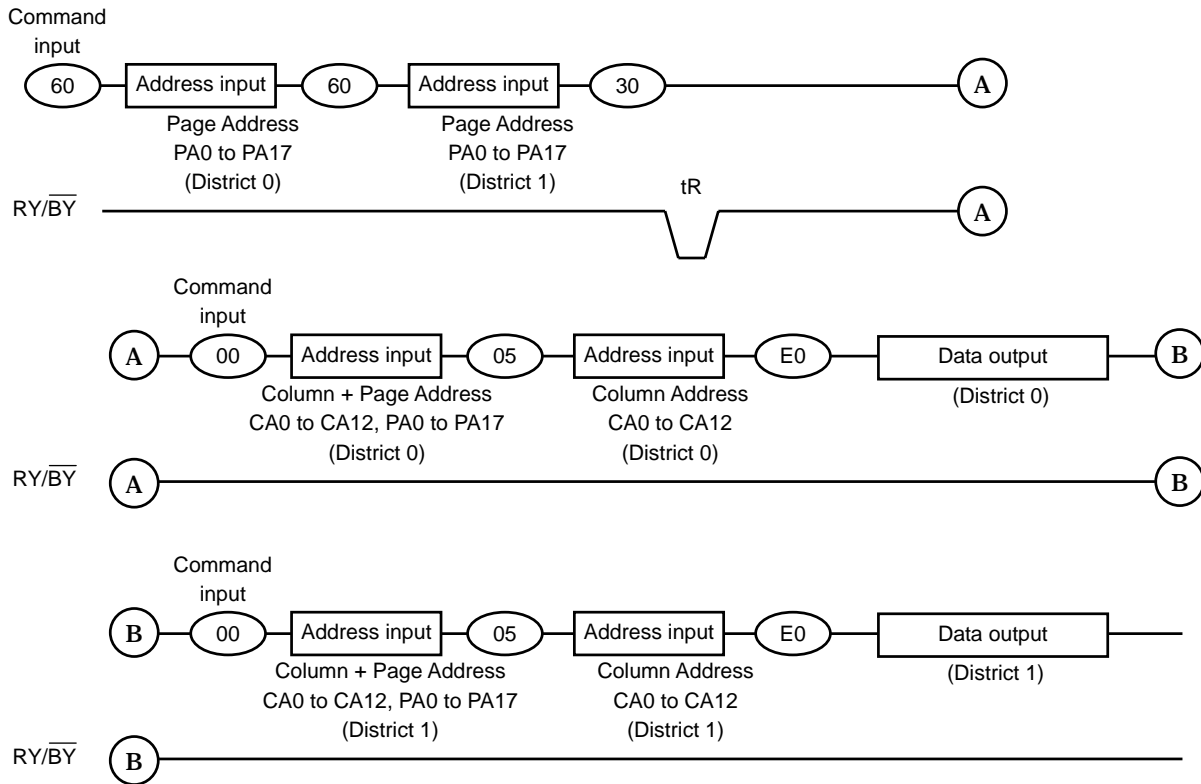 Command
input
60 Address input 60 Address input 30 A
Page Address Page Address
PA0 to PA17 PA0 to PA17
(District 0) (District 1)
tR
RY/BY A
Command
input
A 00 Address input 05 Address input E0 Data output B
Column + Page Address Column Address (District 0)
CA0 to CA12, PA0 to PA17 CA0 to CA12
(District 0) (District 0)
RY/BY A B
Command
input
B 00 Address input 05 Address input E0 Data output
Column + Page Address Column Address (District 1)
CA0 to CA12, PA0 to PA17 CA0 to CA12
(District 1) (District 1)
RY/BY B